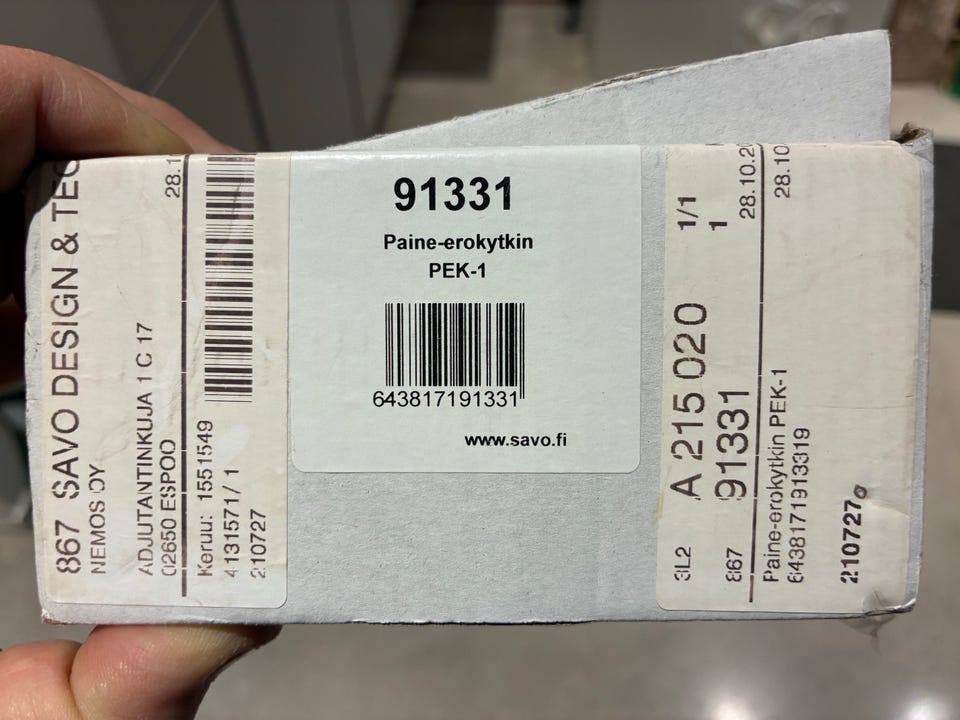 867 SAVO DESIGN & TEC
NEMOS OY
ADJUTANTINKUJA 1 C 17
02650 ESPOO
28.1
Keruu: 1551549
4131571/ 1
210727
91331
Paine-erokytkin
PEK-1
643817191331
www.savo.fi
3L2 A 215 020 1/1
867 91331 1
28.10.20
Paine-erokytkin PEK-1 28.10
6438171913319
210727